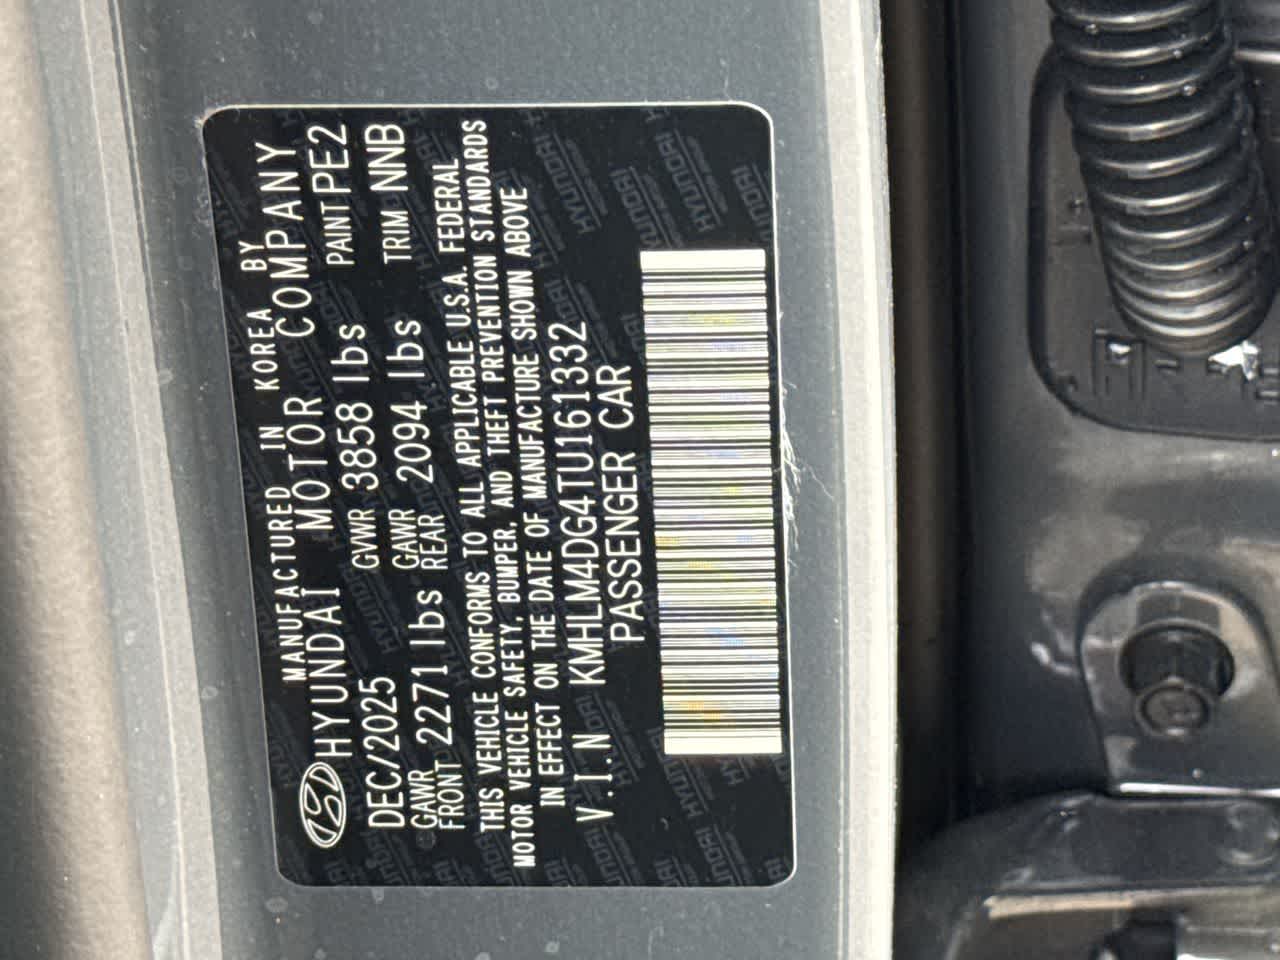 MANUFACTURED IN KOREA BY
HYUNDAI MOTOR COMPANY
DEC/2025 GVWR 3858 lbs PAINT PE2
GAWR FRONT 2271 lbs GAWR REAR 2094 lbs TRIM NNB
THIS VEHICLE CONFORMS TO ALL APPLICABLE U.S.A. FEDERAL
MOTOR VEHICLE SAFETY, BUMPER, AND THEFT PREVENTION STANDARDS
IN EFFECT ON THE DATE OF MANUFACTURE SHOWN ABOVE
V.I.N KMHLM4DG4TU161332
PASSENGER CAR